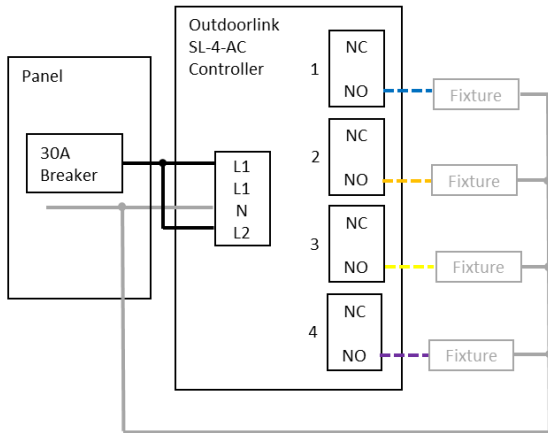 Outdoorlink
SL-4-AC
Controller
Panel
30A
Breaker
L1
L1
N
L2
1
NC
NO
Fixture
2
NC
NO
Fixture
3
NC
NO
Fixture
4
NC
NO
Fixture